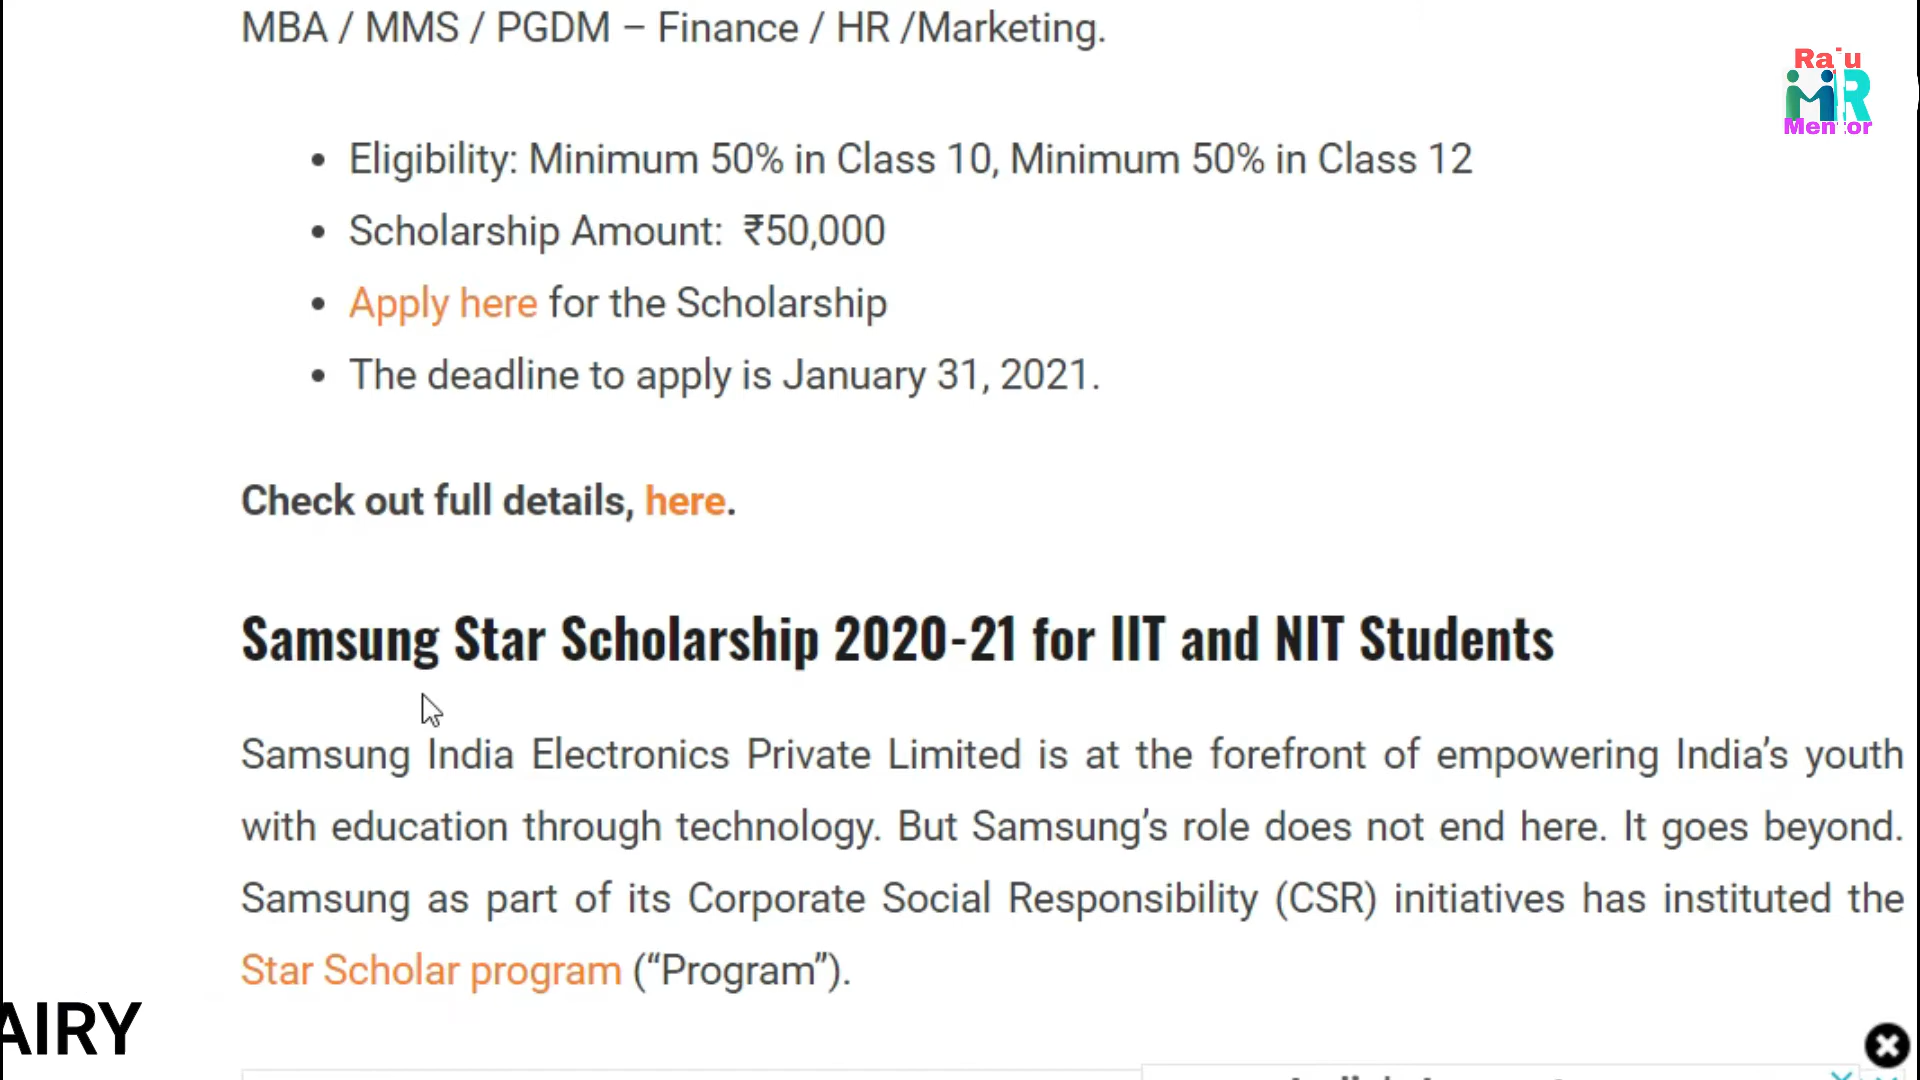 MBA / MMS / PGDM – Finance / HR /Marketing.
Raju
MR
Mentor
• Eligibility: Minimum 50% in Class 10, Minimum 50% in Class 12
• Scholarship Amount: ₹50,000
• Apply here for the Scholarship
• The deadline to apply is January 31, 2021.
Check out full details, here.
Samsung Star Scholarship 2020-21 for IIT and NIT Students
Samsung India Electronics Private Limited is at the forefront of empowering India’s youth
with education through technology. But Samsung’s role does not end here. It goes beyond.
Samsung as part of its Corporate Social Responsibility (CSR) initiatives has instituted the
Star Scholar program (“Program”).
AIRY